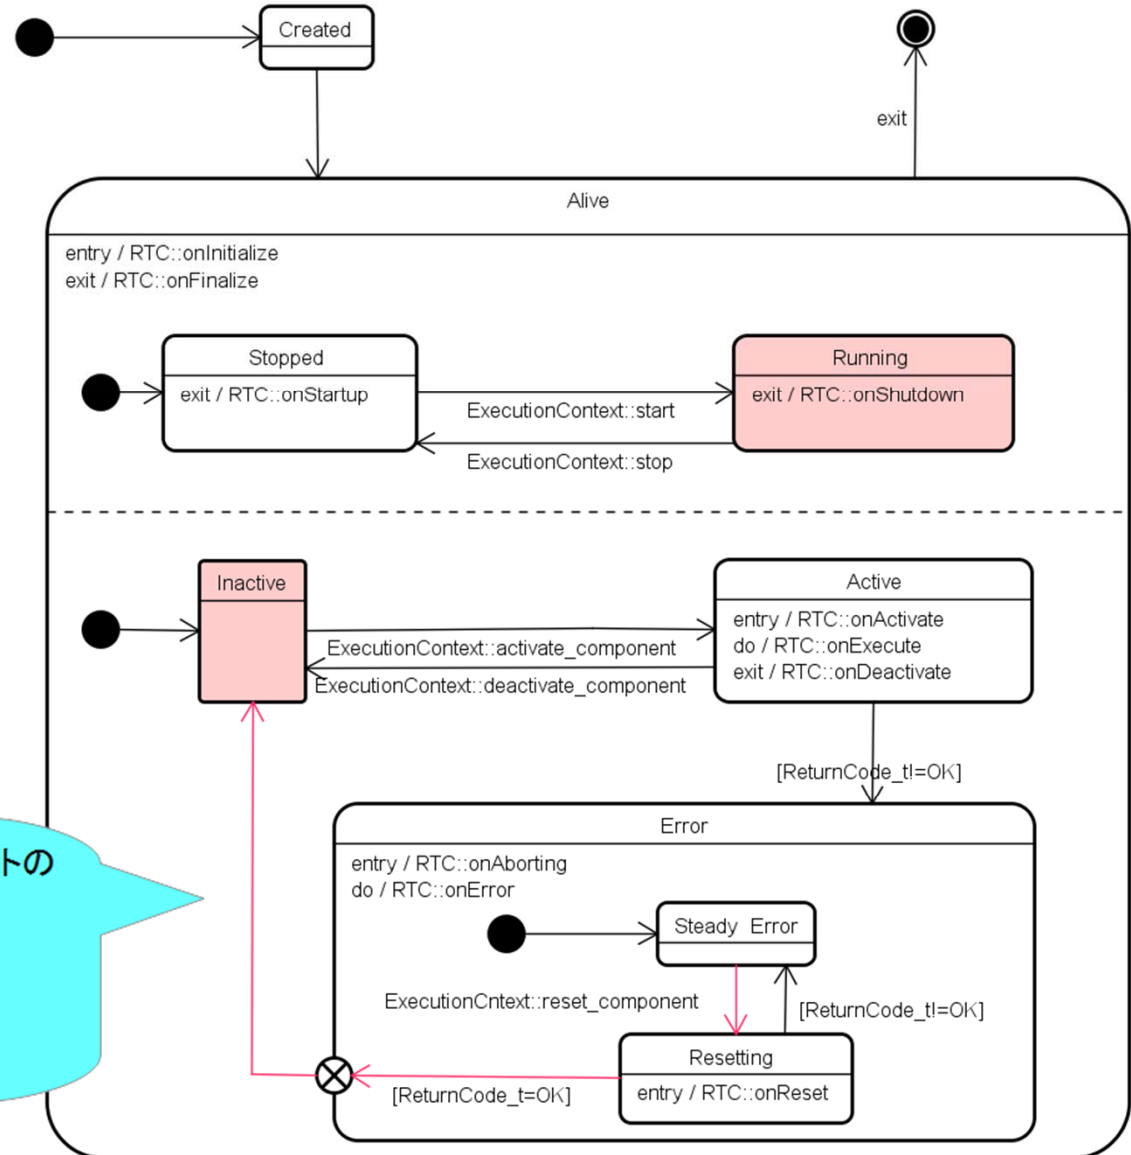 Created
exit
Alive
entry / RTC::onInitialize
exit / RTC::onFinalize
Stopped
exit / RTC::onStartup
Running
exit / RTC::onShutdown
ExecutionContext::start
ExecutionContext::stop
Inactive
Active
entry / RTC::onActivate
do / RTC::onExecute
exit / RTC::onDeactivate
ExecutionContext::activate_component
ExecutionContext::deactivate_component
[ReturnCode_t!=OK]
Error
entry / RTC::onAborting
do / RTC::onError
トの
Steady Error
ExecutionCntext::reset_component
[ReturnCode_t!=OK]
Resetting
entry / RTC::onReset
[ReturnCode_t=OK]